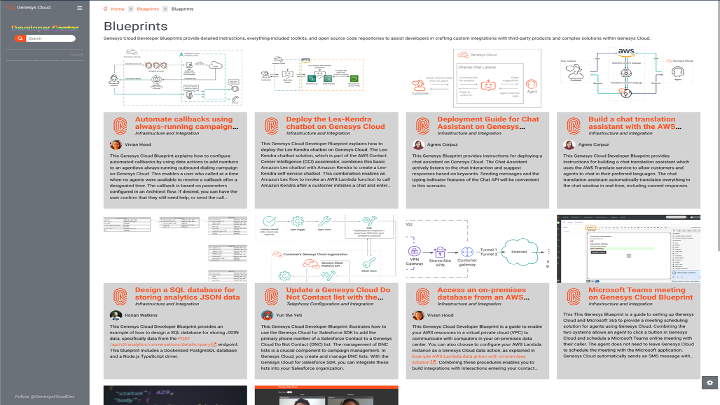 Genesys Cloud
Developer Center
Search
Follow @GenesysCloudDev
Home > Blueprints > Blueprints
Blueprints
Genesys Cloud Developer Blueprints provide detailed instructions, everything-included toolkits, and open source code repositories to assist developers in crafting custom integrations with third-party products and complex solutions within Genesys Cloud.
Automate callbacks using
always-running campaign...
Infrastructure and Integration
Vivian Hood
This Genesys Cloud Blueprint explains how to configure
automated callbacks by using data actions to add numbers
to an agentless always-running outbound dialing campaign
on Genesys Cloud. This enables a user who called at a time
when no agents were available to receive a callback after a
designated time. The callback is based on parameters
configured in an Architect flow. If desired, you can have the
user confirm that they still need help, or send the call...
Deploy the Lex-Kendra
chatbot on Genesys Cloud
Infrastructure and Integration
This Genesys Cloud Developer Blueprint explains how to
deploy the Lex-Kendra chatbot on Genesys Cloud. The Lex-
Kendra chatbot solution, which is part of the AWS Contact
Center Intelligence (CCI) ecosystem, combines this basic
Amazon Lex chatbot with Amazon Kendra to create a Lex-
Kendra self-service chatbot. This combination enables an
Amazon Lex flow to invoke an AWS Lambda function to call
Amazon Kendra after a customer initiates a chat and enter...
Genesys Cloud
Customer
Agent
Deployment Guide for Chat
Assistant on Genesys...
Infrastructure and Integration
Agnes Corpuz
This Genesys Blueprint provides instructions for deploying a
chat assistant on Genesys Cloud. The Chat Assistant
actively listens to the chat interaction and suggest
responses based on keywords. Sending messages and the
typing indicator features of the Chat API will be convenient
in this scenario.
aws
Build a chat translation
assistant with the AWS...
Infrastructure and Integration
Agnes Corpuz
This Genesys Cloud Developer Blueprint provides
instructions for building a chat translation assistant which
uses the AWS Translate service to allow customers and
agents to chat in their preferred languages. The chat
translation assistant automatically translates everything in
the chat window in real-time, including canned responses.
Design a SQL database for
storing analytics JSON data
Infrastructure and Integration
Ronan Watkins
This Genesys Cloud Developer Blueprint provides an
example of how to design a SQL database for storing JSON
data, specifically data from the POST
/api/v2/analytics/conversations/details/query endpoint.
This blueprint includes a Dockerized PostgreSQL database
and a Node.js TypeScript driver.
Update a Genesys Cloud Do
Not Contact list with the...
Telephony Configuration and Integration
Yuri the Yeti
This Genesys Cloud Developer Blueprint illustrates how to
use the Genesys Cloud for Salesforce SDK to add the
primary phone number of a Salesforce Contact to a Genesys
Cloud Do Not Contact (DNC) list. The management of DNC
lists is a crucial component to campaign management. In
Genesys Cloud, you create and manage DNC lists. With the
Genesys Cloud for Salesforce SDK, you can integrate these
lists into your Salesforce organization.
VPN
Gateway
Site-to-Site
VPN
Customer
gateway
Tunnel 1
Tunnel 2
Internet
Access an on-premises
database from an AWS...
Infrastructure and Integration
Vivian Hood
This Genesys Cloud Developer Blueprint is a guide to enable
your AWS resources in a virtual private cloud (VPC) to
communicate with computers in your on-premises data
center. You can also choose to configure your AWS Lambda
instance as a Genesys Cloud data action, as explained in
Example AWS Lambda data action with on-premises
solution. Combining these procedures enables you to
build integrations with interactions entering your contact...
Microsoft Teams meeting
on Genesys Cloud Blueprint
Infrastructure and Integration
This Genesys Blueprint is a guide to setting up Genesys
Cloud and Microsoft 365 to provide a meeting scheduling
solution for agents using Genesys Cloud. Combining the
two systems allows an agent to click a button in Genesys
Cloud and schedule a Microsoft Teams online meeting with
their caller. The agent does not need to leave Genesys Cloud
to schedule the meeting with the Microsoft application.
Genesys Cloud automatically sends an SMS message with...